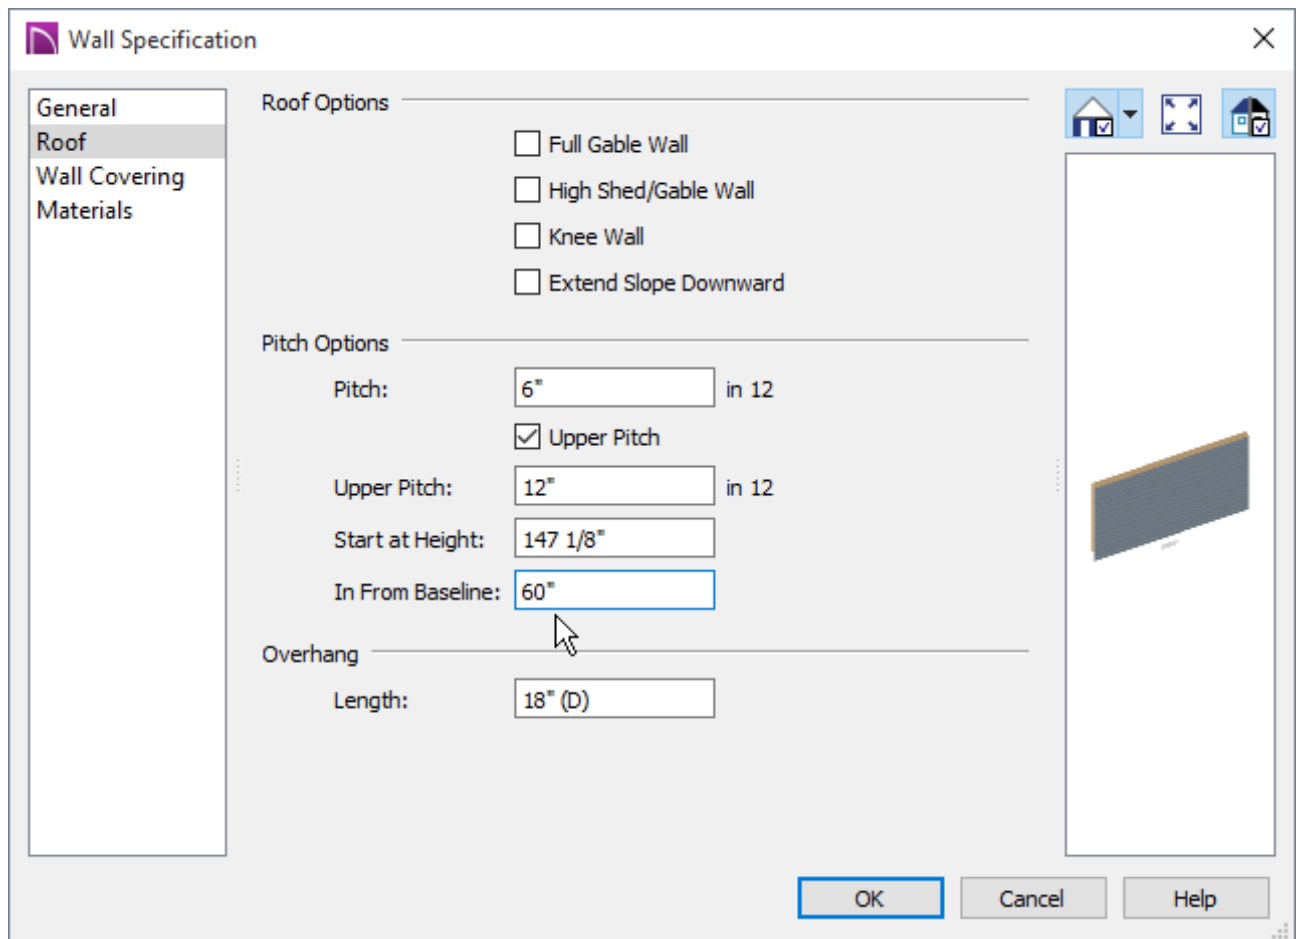 Wall Specification
General
Roof
Wall Covering
Materials
Roof Options
Full Gable Wall
High Shed/Gable Wall
Knee Wall
Extend Slope Downward
Pitch Options
Pitch: 6" in 12
Upper Pitch
Upper Pitch: 12" in 12
Start at Height: 147 1/8"
In From Baseline: 60"
Overhang
Length: 18" (D)
OK Cancel Help